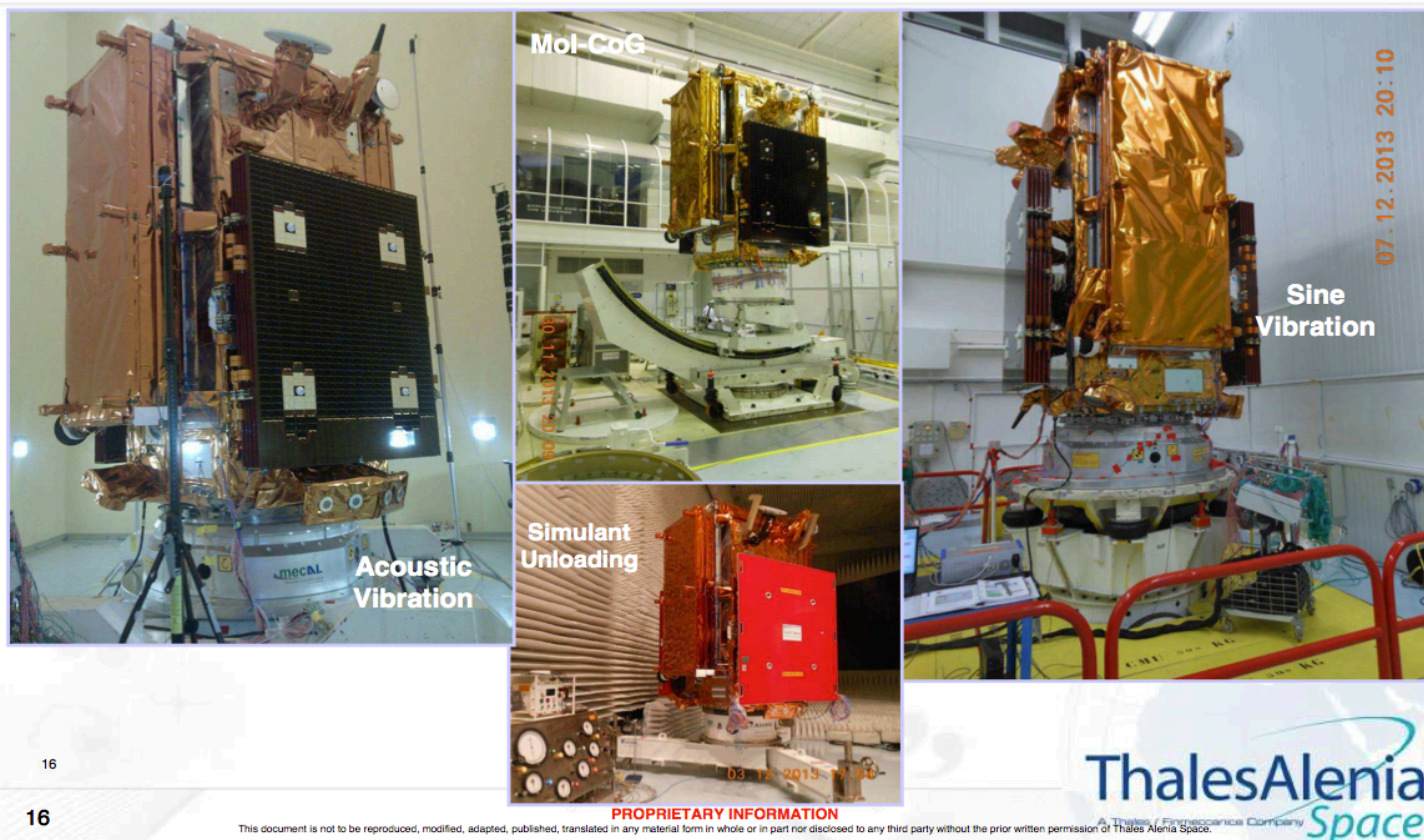 MoI-CoG
07.12.2013 20:10
Sine
Vibration
Simulant
Unloading
mecAL
Acoustic
Vibration
CMU 500 KG
03.12.2013
16
ThalesAlenia
A Thales / Finmeccanica Company
Space
16
PROPRIETARY INFORMATION
This document is not to be reproduced, modified, adapted, published, translated in any material form in whole or in part nor disclosed to any third party without the prior written permission of Thales Alenia Space.